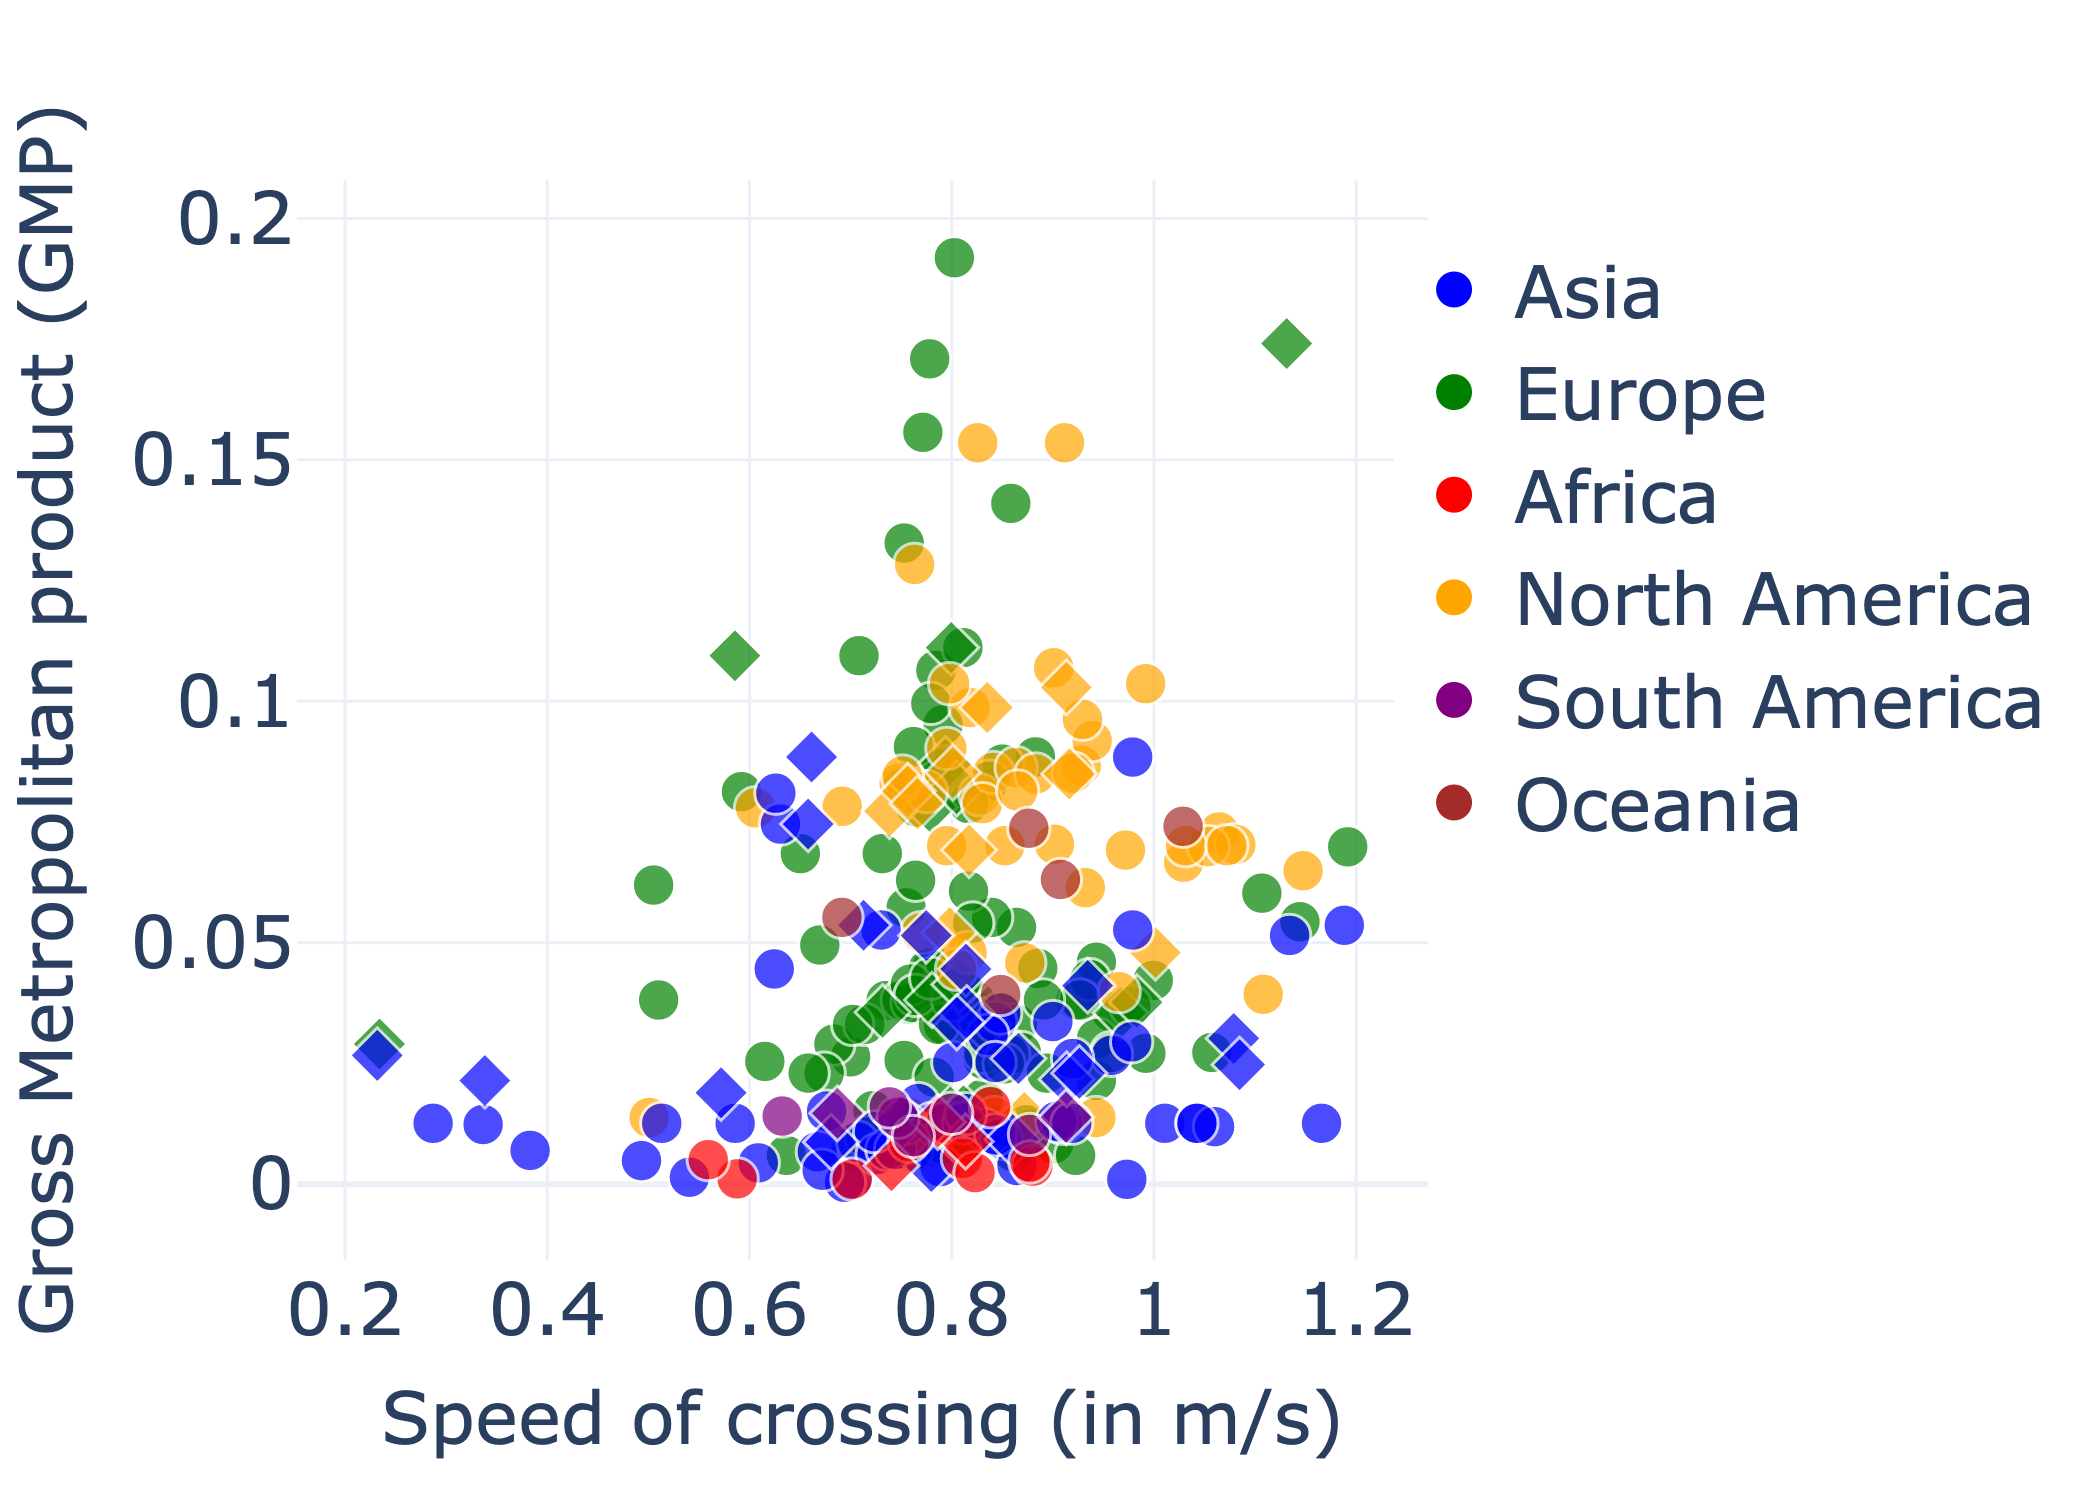 Gross Metropolitan product (GMP)
0.2
0.15
0.1
0.05
0
0.2 0.4 0.6 0.8 1 1.2
Speed of crossing (in m/s)
Asia
Europe
Africa
North America
South America
Oceania